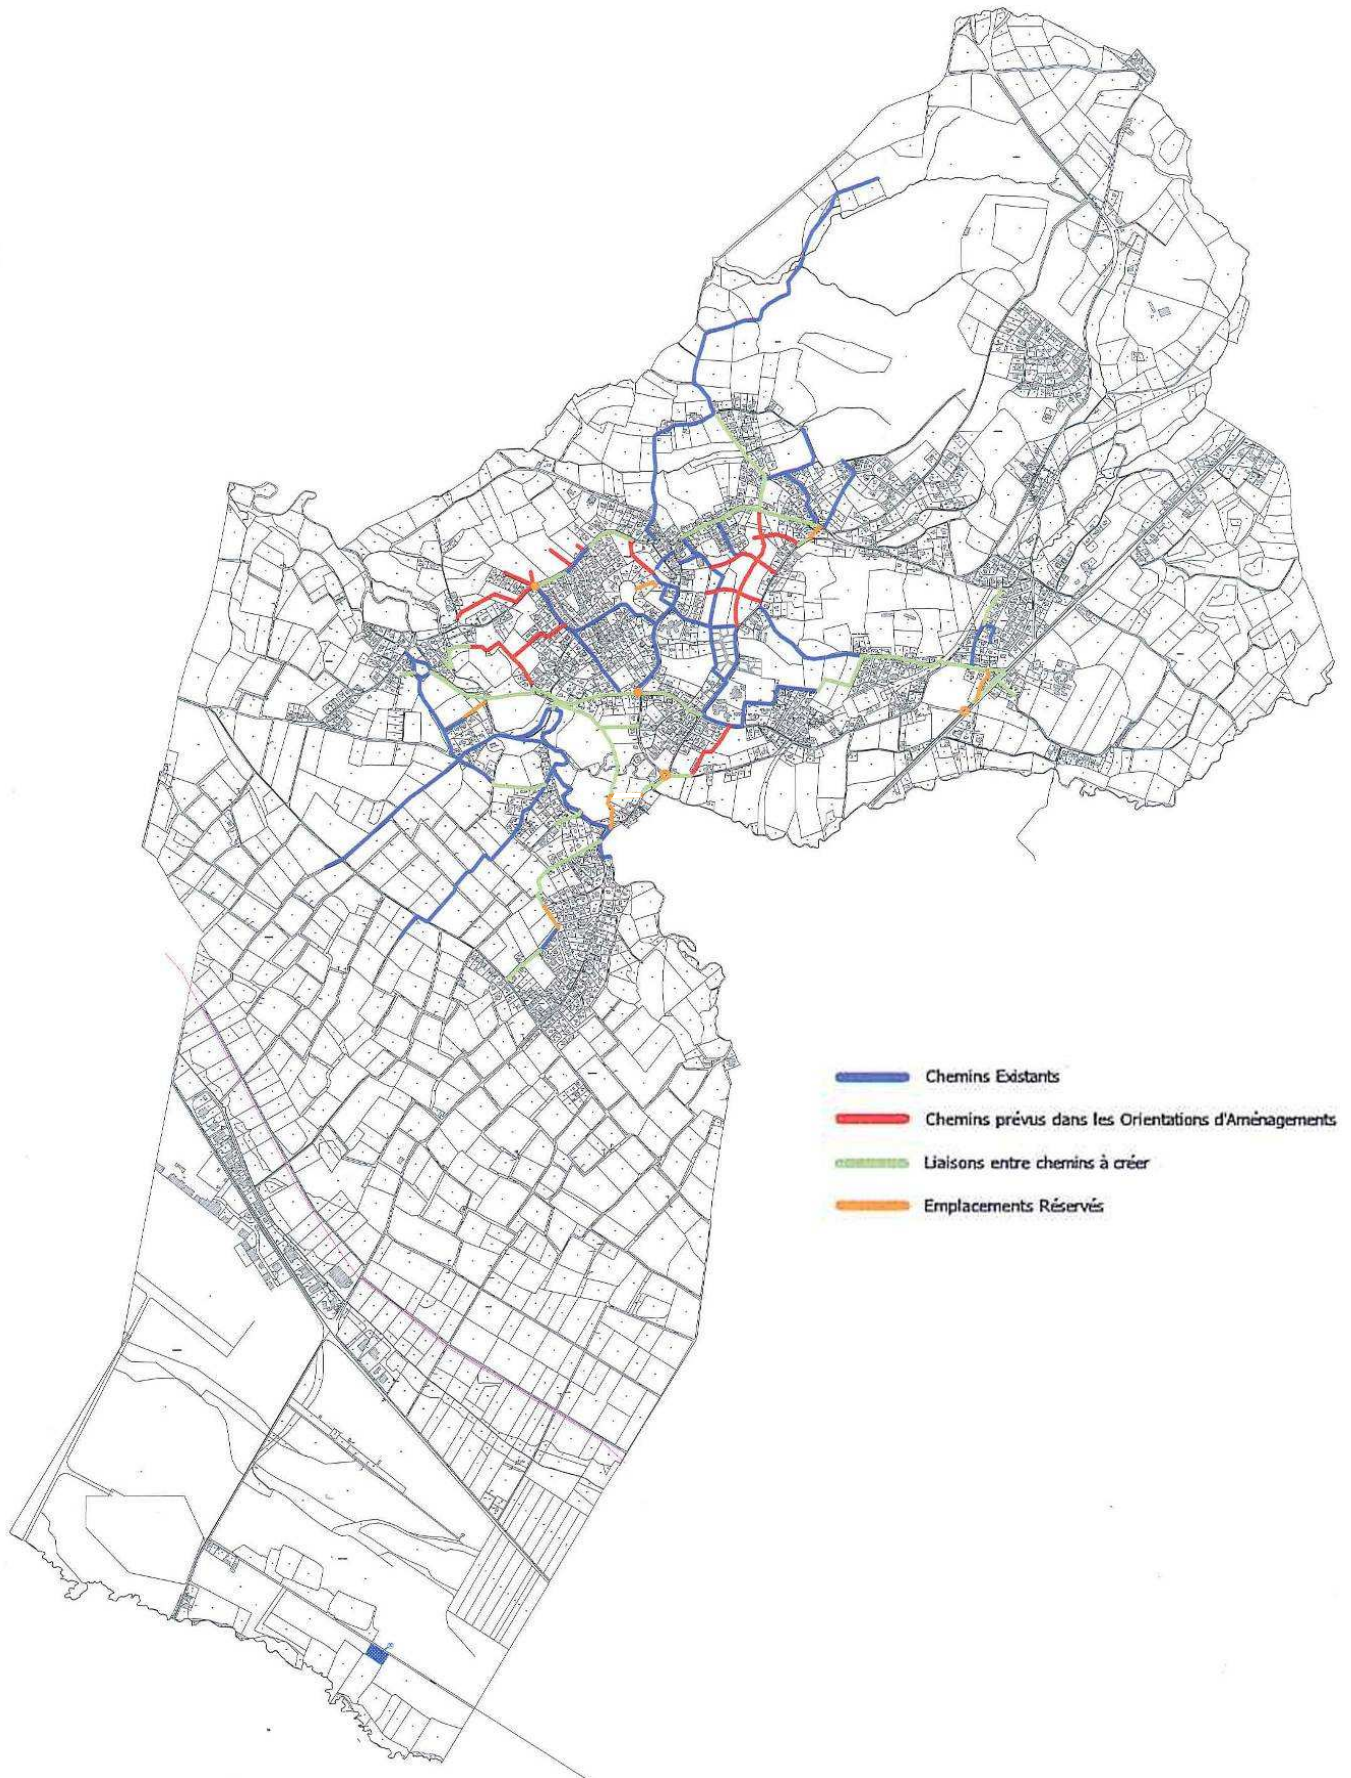 Chemins Existants
Chemins prévus dans les Orientations d'Aménagements
Liaisons entre chemins à créer
Emplacements Réservés